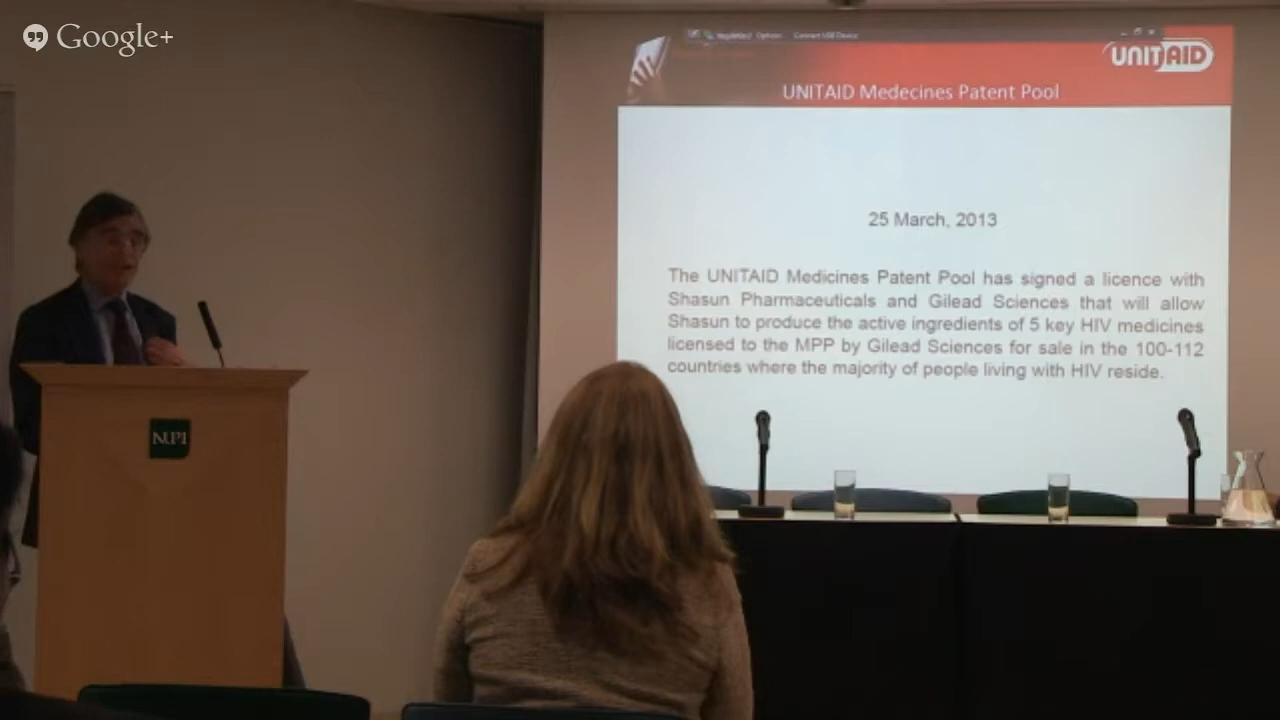 Google+
UNITAID
UNITAID Medecines Patent Pool
25 March, 2013
The UNITAID Medicines Patent Pool has signed a licence with
Shasun Pharmaceuticals and Gilead Sciences that will allow
Shasun to produce the active ingredients of 5 key HIV medicines
licensed to the MPP by Gilead Sciences for sale in the 100-112
countries where the majority of people living with HIV reside.